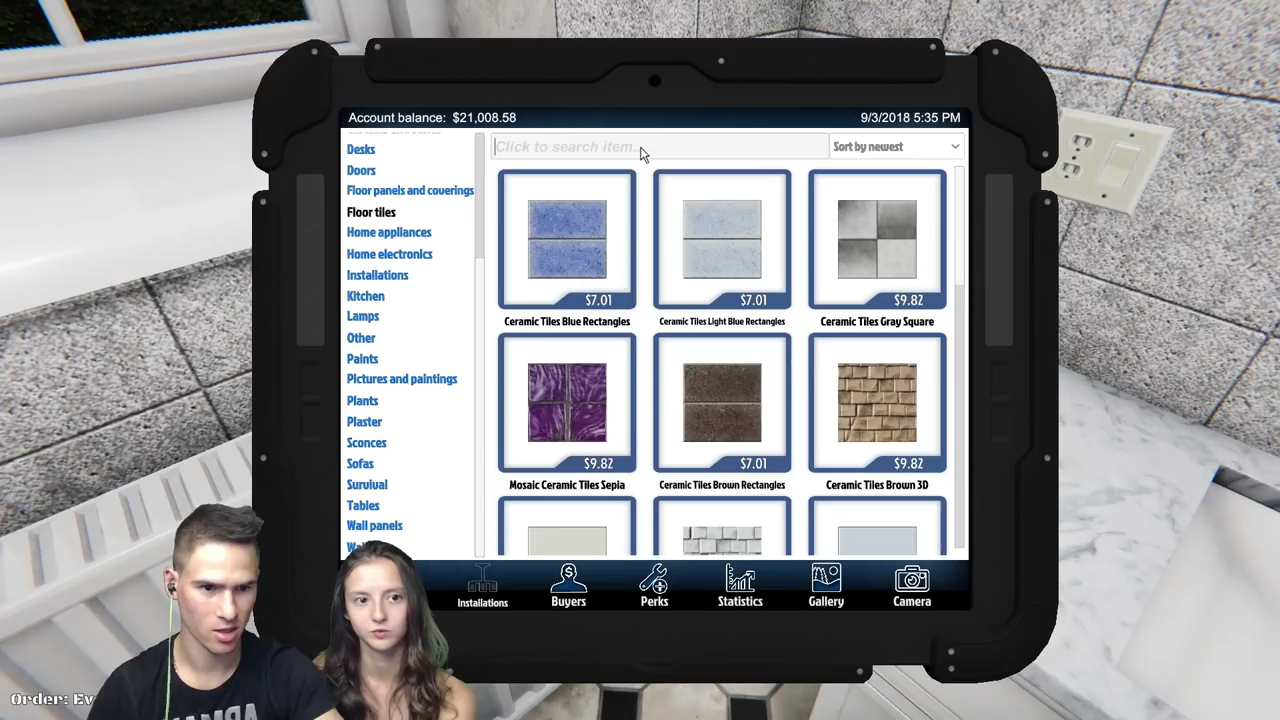 Account balance: $21,008.58
9/3/2018 5:35 PM
Desks
Doors
Floor panels and coverings
Floor tiles
Home appliances
Home electronics
Installations
Kitchen
Lamps
Other
Paints
Pictures and paintings
Plants
Plaster
Sconces
Sofas
Survival
Tables
Wall panels
Click to search item...
Sort by newest
$7.01
$7.01
$9.82
Ceramic Tiles Blue Rectangles
Ceramic Tiles Light Blue Rectangles
Ceramic Tiles Gray Square
$9.82
$7.01
$9.82
Mosaic Ceramic Tiles Sepia
Ceramic Tiles Brown Rectangles
Ceramic Tiles Brown 3D
Installations
Buyers
Perks
Statistics
Gallery
Camera
Order: